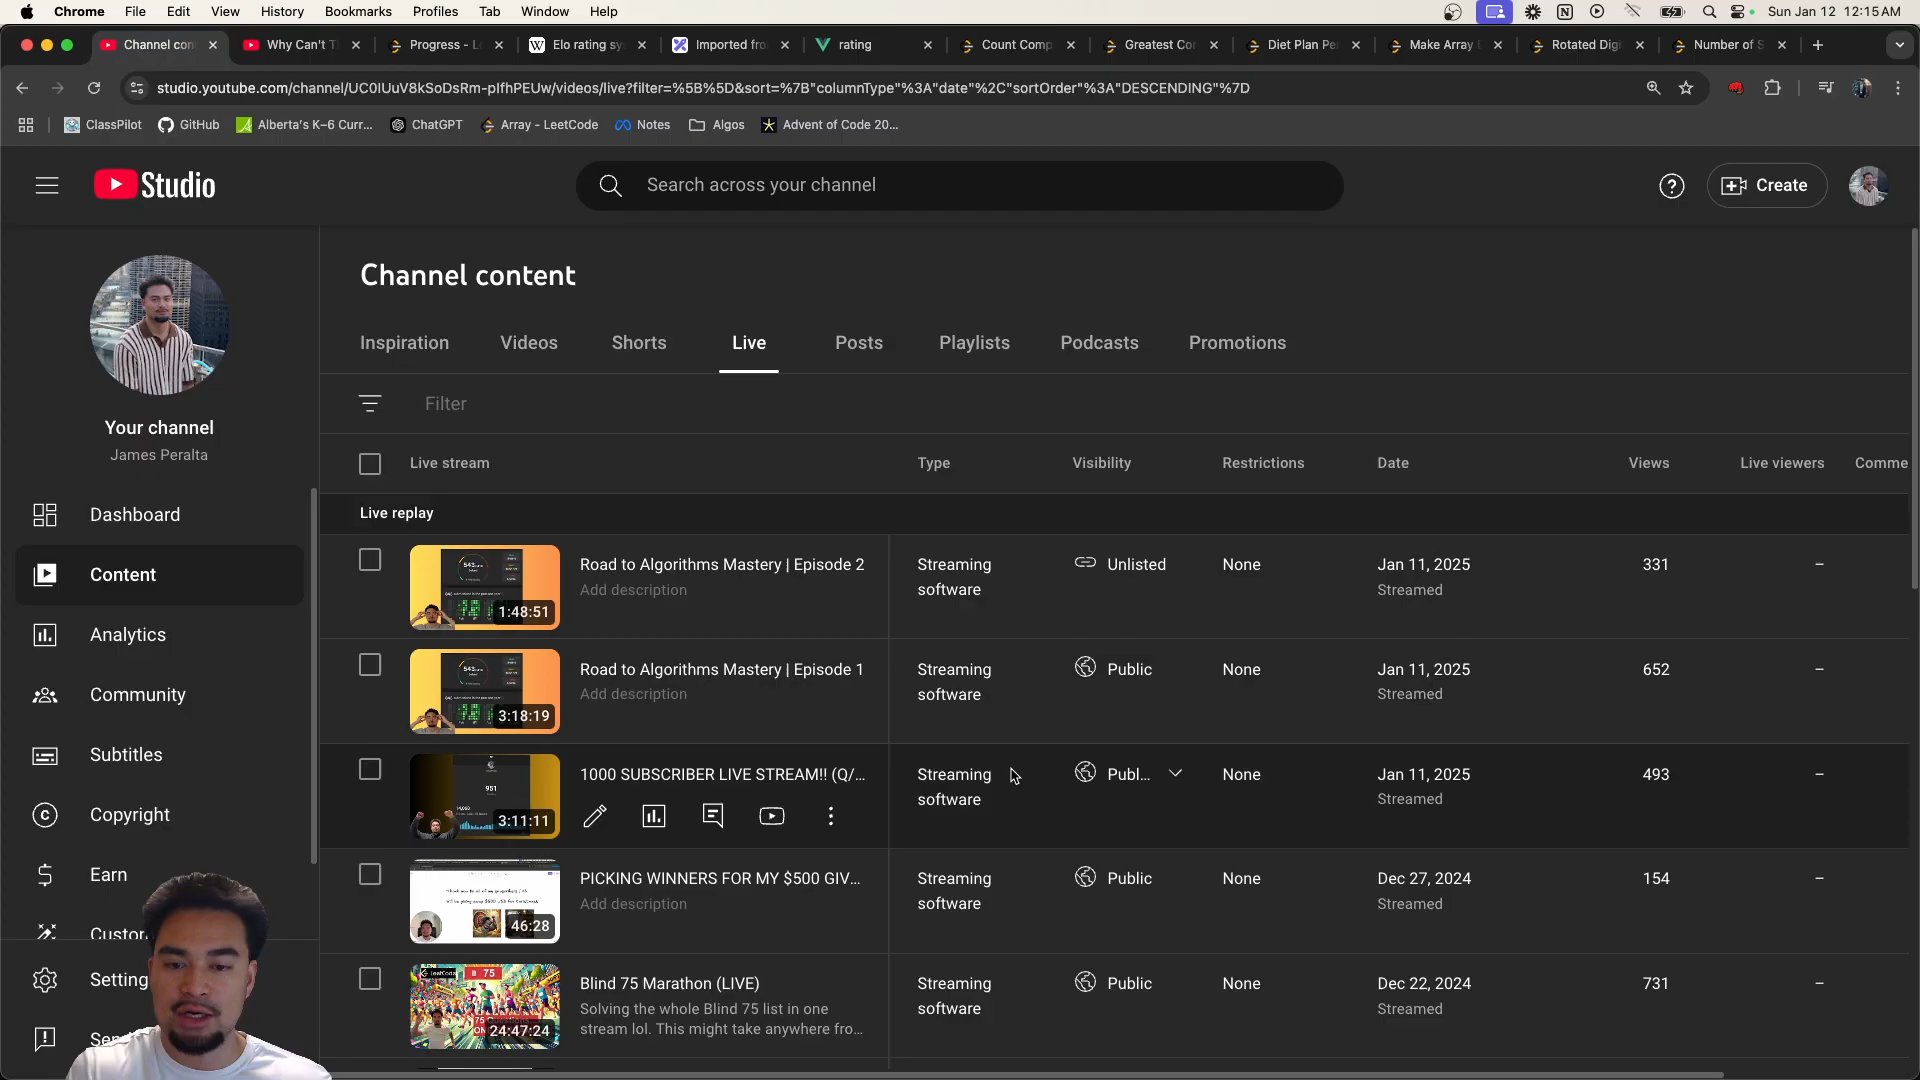 Chrome File Edit View History Bookmarks Profiles Tab Window Help Sun Jan 12 12:15 AM
Channel con Why Can't T Progress - L Elo rating sy Imported fro rating Count Comp Greatest Con Diet Plan Pe Make Array Rotated Digi Number of S
studio.youtube.com/channel/UC0IUuV8kSoDsRm-pIfhPEUw/videos/live?filter=%5B%5D&sort=%7B"columnType"%3A"date"%2C"sortOrder"%3A"DESCENDING"%7D
ClassPilot GitHub Alberta's K–6 Curr... ChatGPT Array - LeetCode Notes Algos Advent of Code 20...
Studio Search across your channel Create
Your channel
James Peralta
Dashboard
Content
Analytics
Community
Subtitles
Copyright
Earn
Custom
Setting
Channel content
Inspiration Videos Shorts Live Posts Playlists Podcasts Promotions
Filter
Live stream Type Visibility Restrictions Date Views Live viewers Comme
Live replay
Road to Algorithms Mastery | Episode 2 Streaming Unlisted None Jan 11, 2025 331 –
Add description software Streamed
543
1:48:51
Road to Algorithms Mastery | Episode 1 Streaming Public None Jan 11, 2025 652 –
Add description software Streamed
543
3:18:19
1000 SUBSCRIBER LIVE STREAM!! (Q/... Streaming Publ... None Jan 11, 2025 493 –
software Streamed
951
3:11:11
PICKING WINNERS FOR MY $500 GIV... Streaming Public None Dec 27, 2024 154 –
Add description software Streamed
46:28
Blind 75 Marathon (LIVE) Streaming Public None Dec 22, 2024 731 –
Solving the whole Blind 75 list in one software Streamed
stream lol. This might take anywhere fro...
LeetCode 75
24:47:24